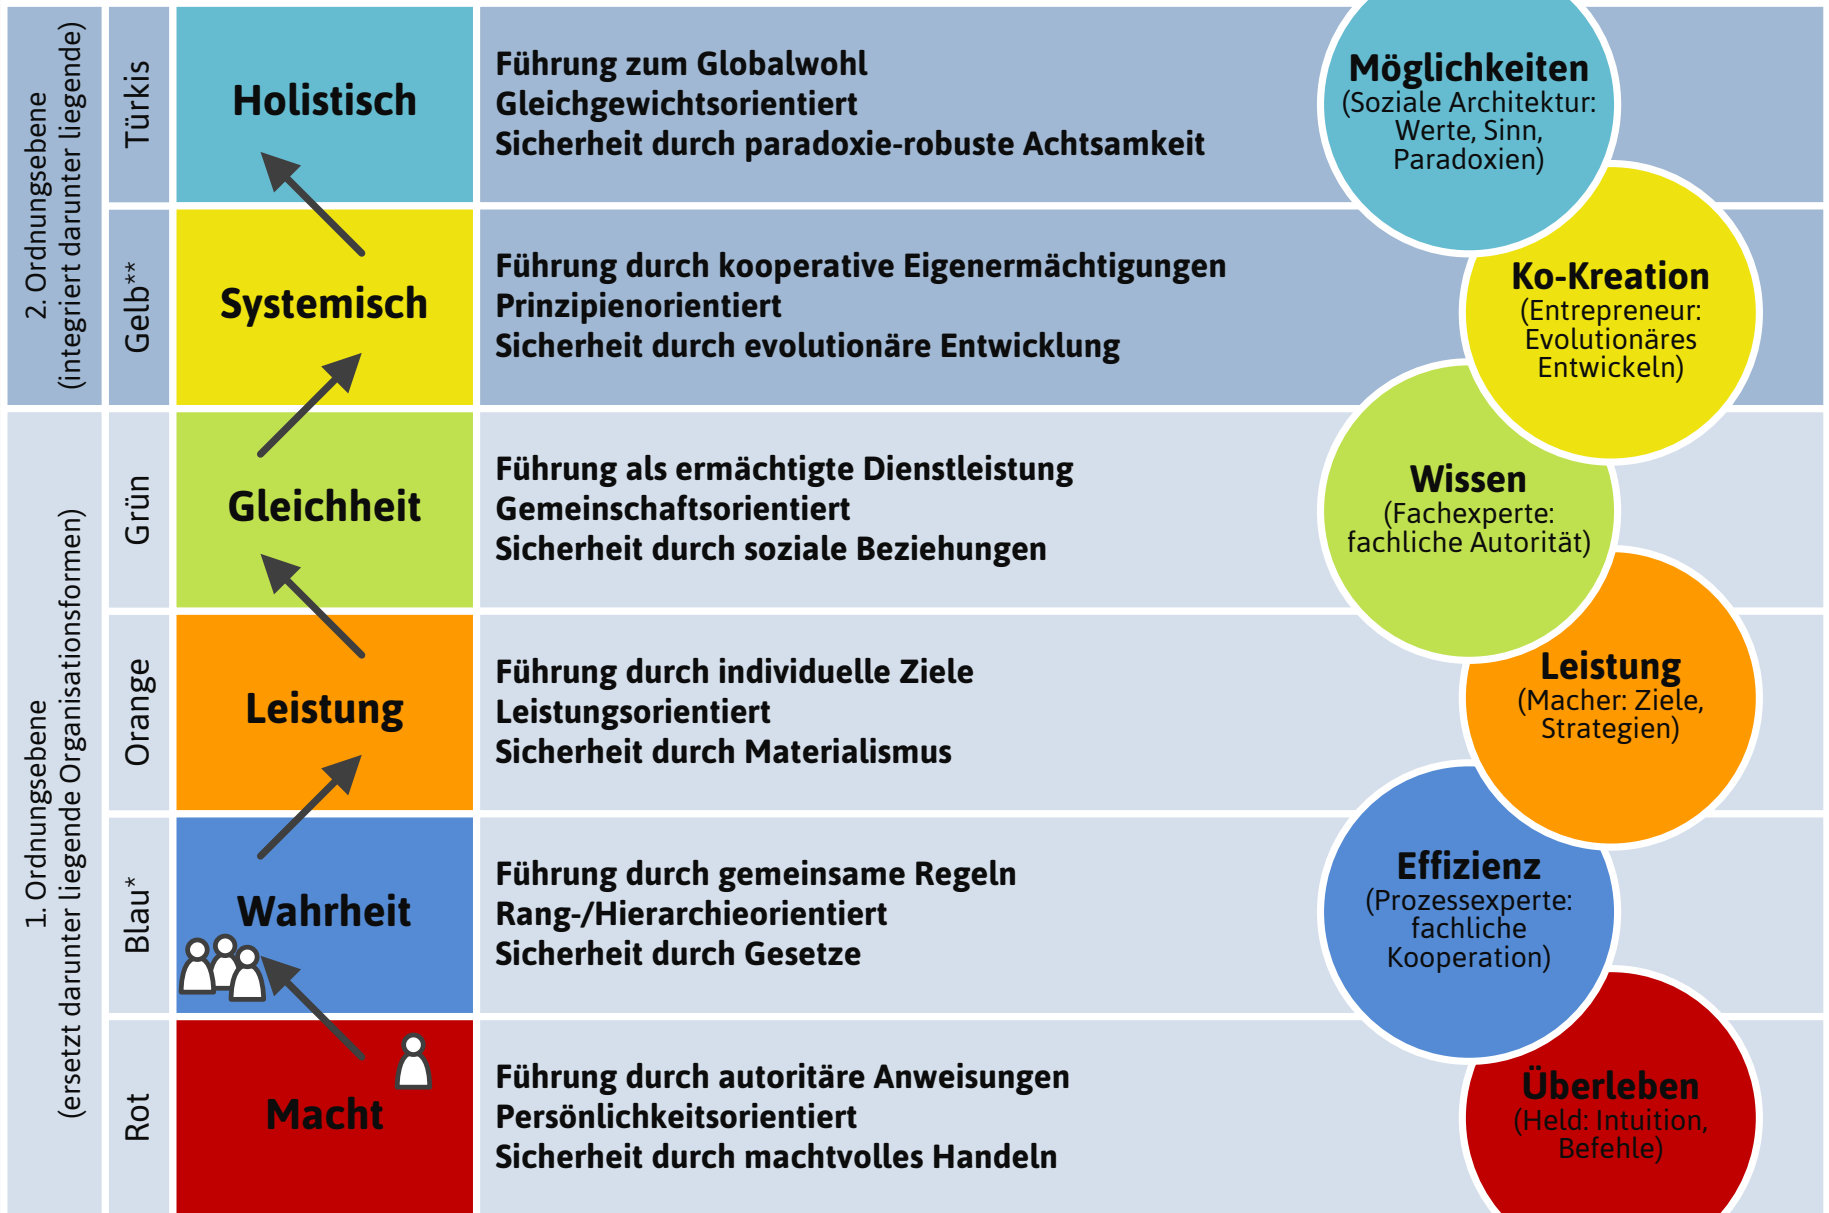 2. Ordnungsebene
(integriert darunter liegende)
Türkis
Holistisch
Führung zum Globalwohl
Gleichgewichtsorientiert
Sicherheit durch paradoxie-robuste Achtsamkeit
Möglichkeiten
(Soziale Architektur:
Werte, Sinn,
Paradoxien)
Gelb**
Systemisch
Führung durch kooperative Eigenermächtigungen
Prinzipienorientiert
Sicherheit durch evolutionäre Entwicklung
Ko-Kreation
(Entrepreneur:
Evolutionäres
Entwickeln)
1. Ordnungsebene
(ersetzt darunter liegende Organisationsformen)
Grün
Gleichheit
Führung als ermächtigte Dienstleistung
Gemeinschaftsorientiert
Sicherheit durch soziale Beziehungen
Wissen
(Fachexperte:
fachliche Autorität)
Orange
Leistung
Führung durch individuelle Ziele
Leistungsorientiert
Sicherheit durch Materialismus
Leistung
(Macher: Ziele,
Strategien)
Blau*
Wahrheit
Führung durch gemeinsame Regeln
Rang-/Hierarchieorientiert
Sicherheit durch Gesetze
Effizienz
(Prozessexperte:
fachliche
Kooperation)
Rot
Macht
Führung durch autoritäre Anweisungen
Persönlichkeitsorientiert
Sicherheit durch machtvolles Handeln
Überleben
(Held: Intuition,
Befehle)